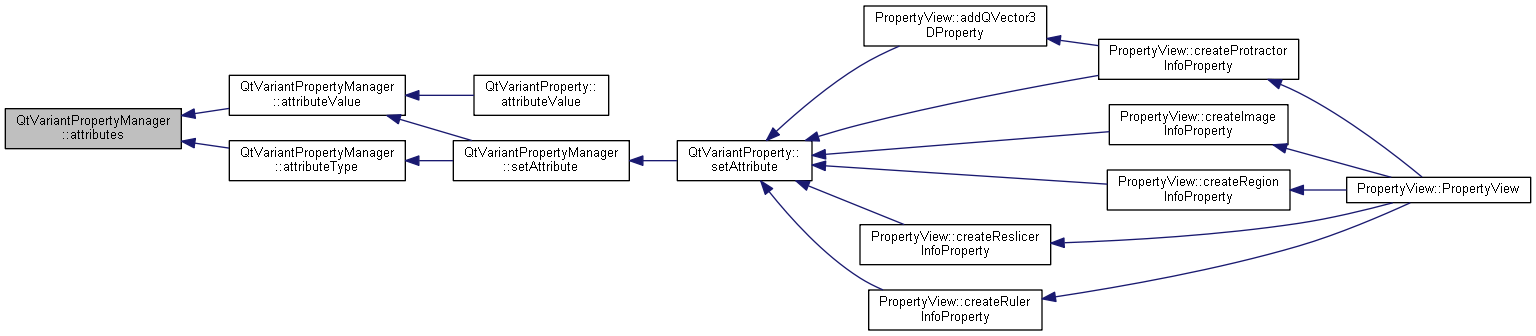 QtVariantPropertyManager
::attributes
QtVariantPropertyManager
::attributeValue
QtVariantProperty::
attributeValue
QtVariantPropertyManager
::attributeType
QtVariantPropertyManager
::setAttribute
QtVariantProperty::
setAttribute
PropertyView::addQVector3
DProperty
PropertyView::createProtractor
InfoProperty
PropertyView::createImage
InfoProperty
PropertyView::createRegion
InfoProperty
PropertyView::createReslicer
InfoProperty
PropertyView::createRuler
InfoProperty
PropertyView::PropertyView